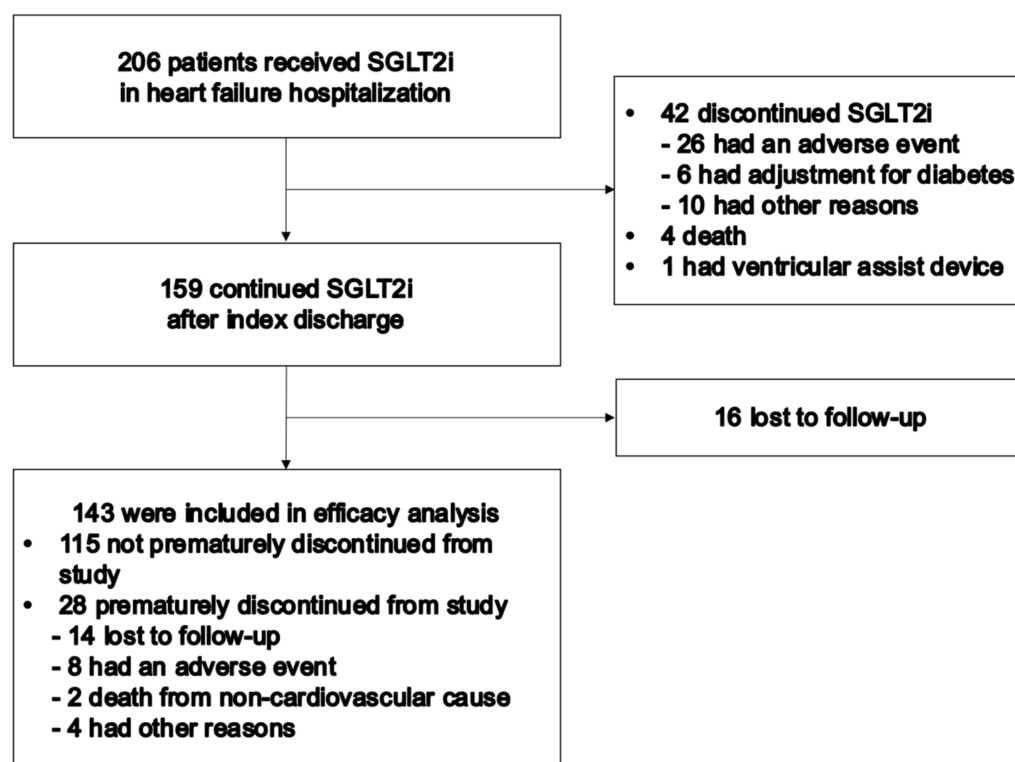 206 patients received SGLT2i
in heart failure hospitalization
• 42 discontinued SGLT2i
- 26 had an adverse event
- 6 had adjustment for diabetes
- 10 had other reasons
• 4 death
• 1 had ventricular assist device
159 continued SGLT2i
after index discharge
16 lost to follow-up
143 were included in efficacy analysis
• 115 not prematurely discontinued from
study
• 28 prematurely discontinued from study
- 14 lost to follow-up
- 8 had an adverse event
- 2 death from non-cardiovascular cause
- 4 had other reasons